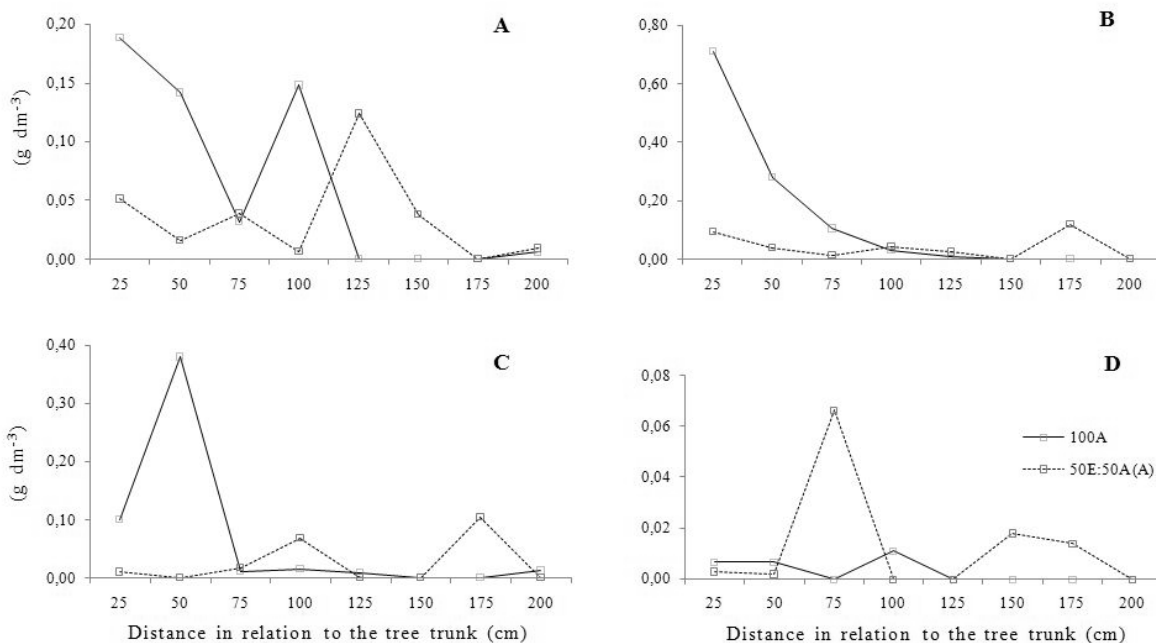 A
0,20
0,15
0,10
0,05
0,00
(g dm-3)
25 50 75 100 125 150 175 200
B
0,80
0,60
0,40
0,20
0,00
25 50 75 100 125 150 175 200
C
0,40
0,30
0,20
0,10
0,00
(g dm-3)
25 50 75 100 125 150 175 200
Distance in relation to the tree trunk (cm)
D
0,08
0,06
0,04
0,02
0,00
100A
50E:50A(A)
25 50 75 100 125 150 175 200
Distance in relation to the tree trunk (cm)